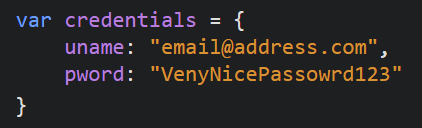 var credentials = {
    uname: "email@address.com",
    pword: "VenyNicePassowrd123"
}